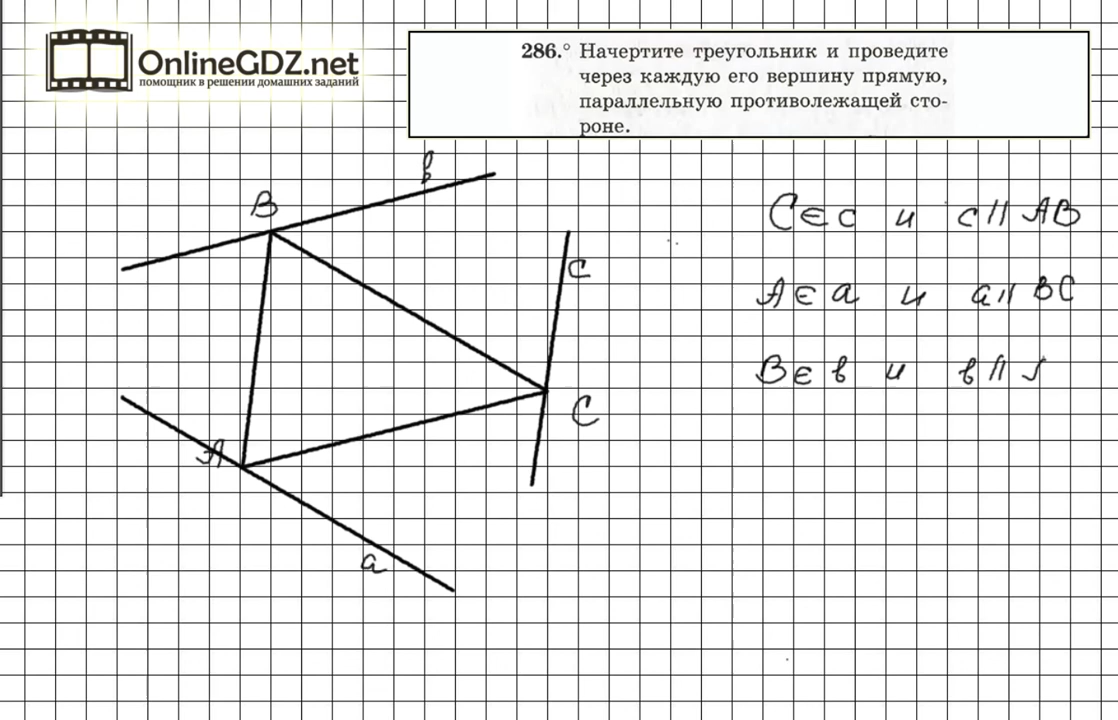 OnlineGDZ.net
помощник в решении домашних заданий
286.° Начертите треугольник и проведите
через каждую его вершину прямую,
параллельную противолежащей сто-
роне.
в
B
C ∈ c и c || AB
c
A ∈ a и a || BC
B ∈ в и в ||
C
A
a